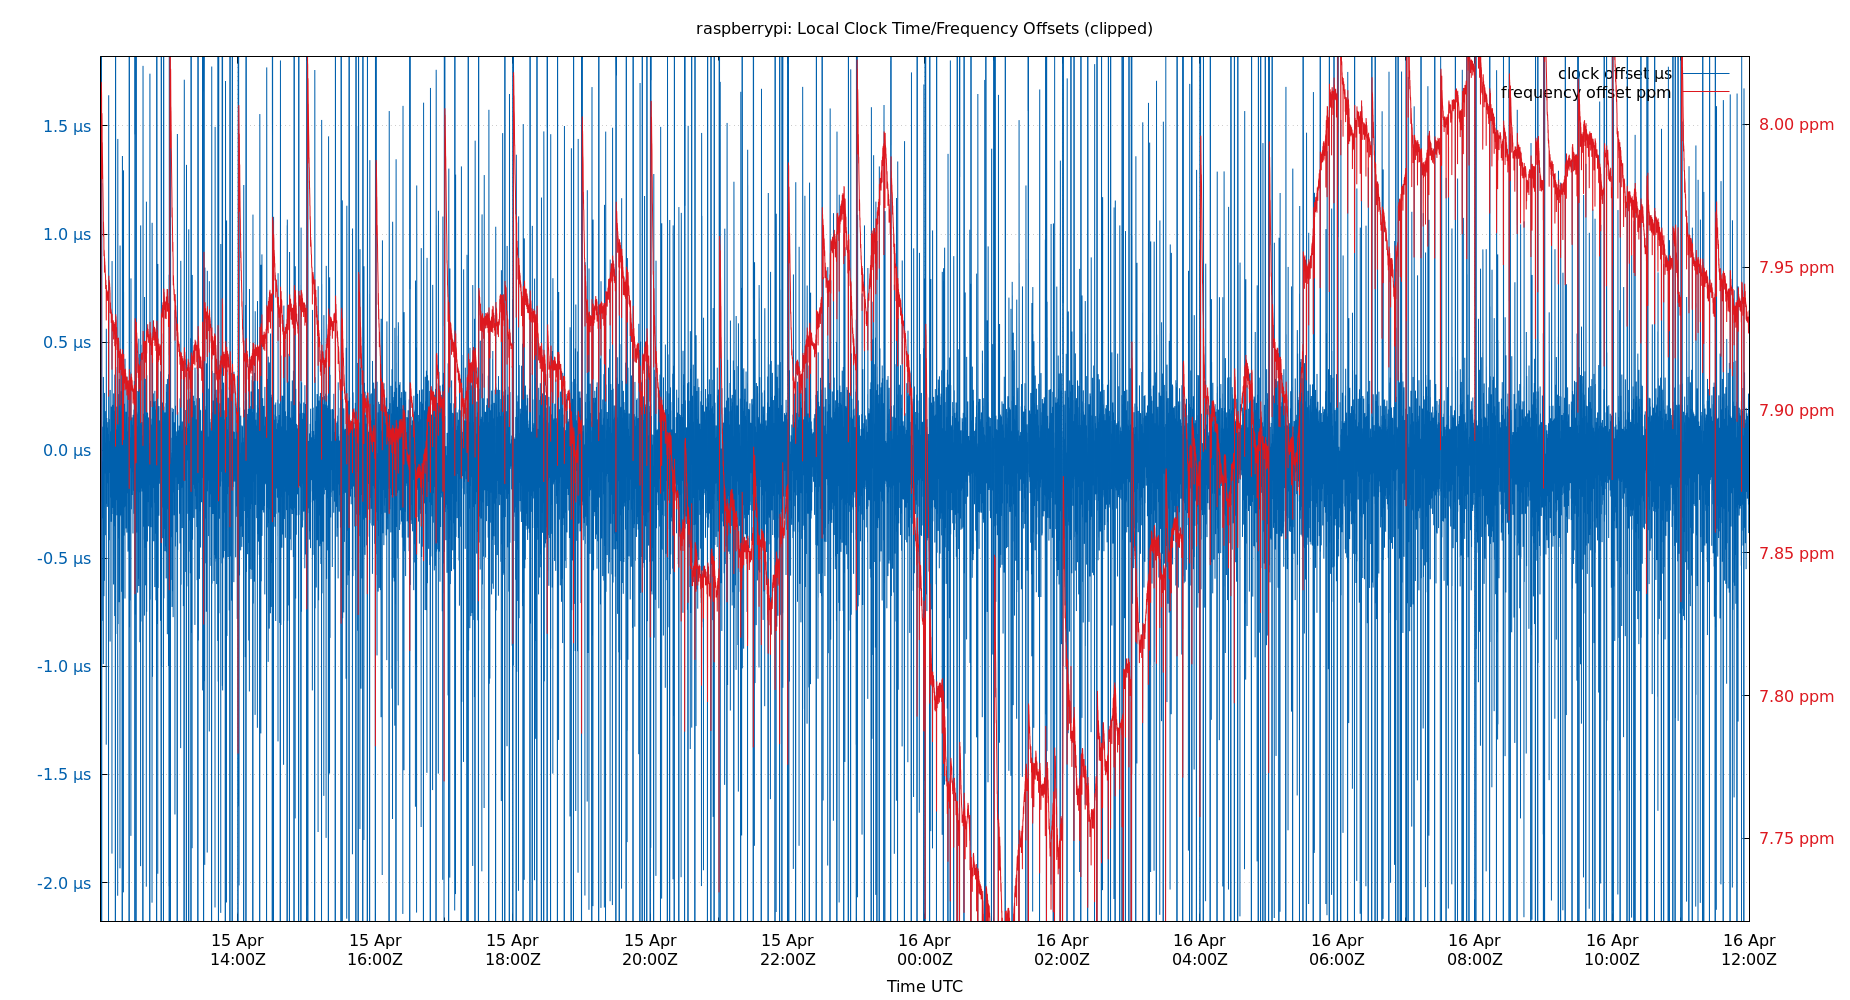 raspberrypi: Local Clock Time/Frequency Offsets (clipped)
clock offset µs
frequency offset ppm
1.5 µs
1.0 µs
0.5 µs
0.0 µs
-0.5 µs
-1.0 µs
-1.5 µs
-2.0 µs
8.00 ppm
7.95 ppm
7.90 ppm
7.85 ppm
7.80 ppm
7.75 ppm
15 Apr
14:00Z
15 Apr
16:00Z
15 Apr
18:00Z
15 Apr
20:00Z
15 Apr
22:00Z
16 Apr
00:00Z
16 Apr
02:00Z
16 Apr
04:00Z
16 Apr
06:00Z
16 Apr
08:00Z
16 Apr
10:00Z
16 Apr
12:00Z
Time UTC